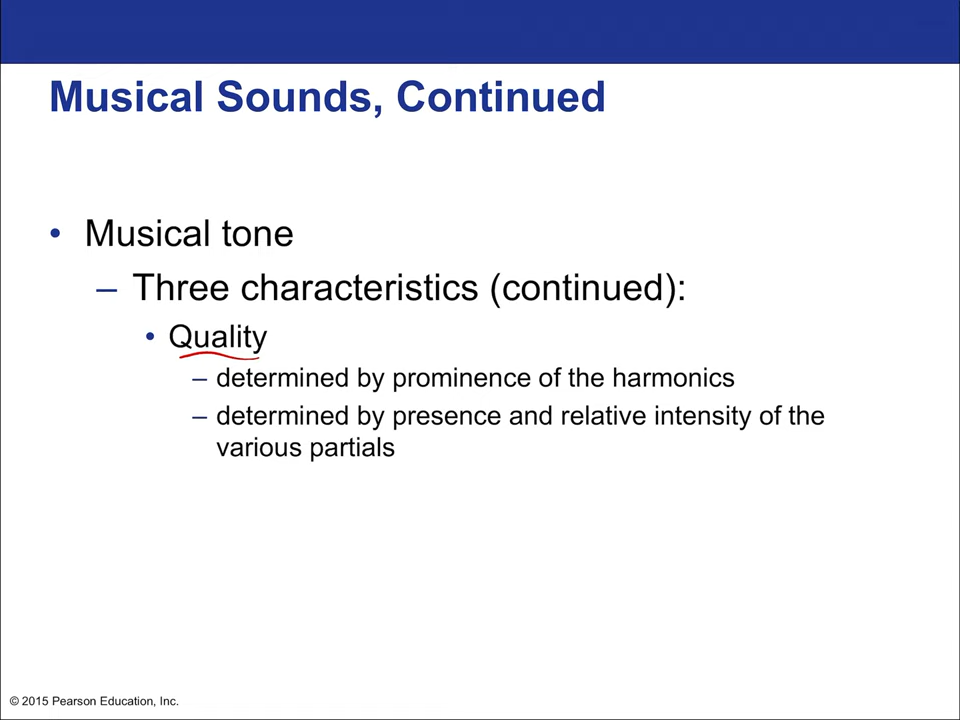 Musical Sounds, Continued
• Musical tone
– Three characteristics (continued):
• Quality
– determined by prominence of the harmonics
– determined by presence and relative intensity of the
various partials
© 2015 Pearson Education, Inc.